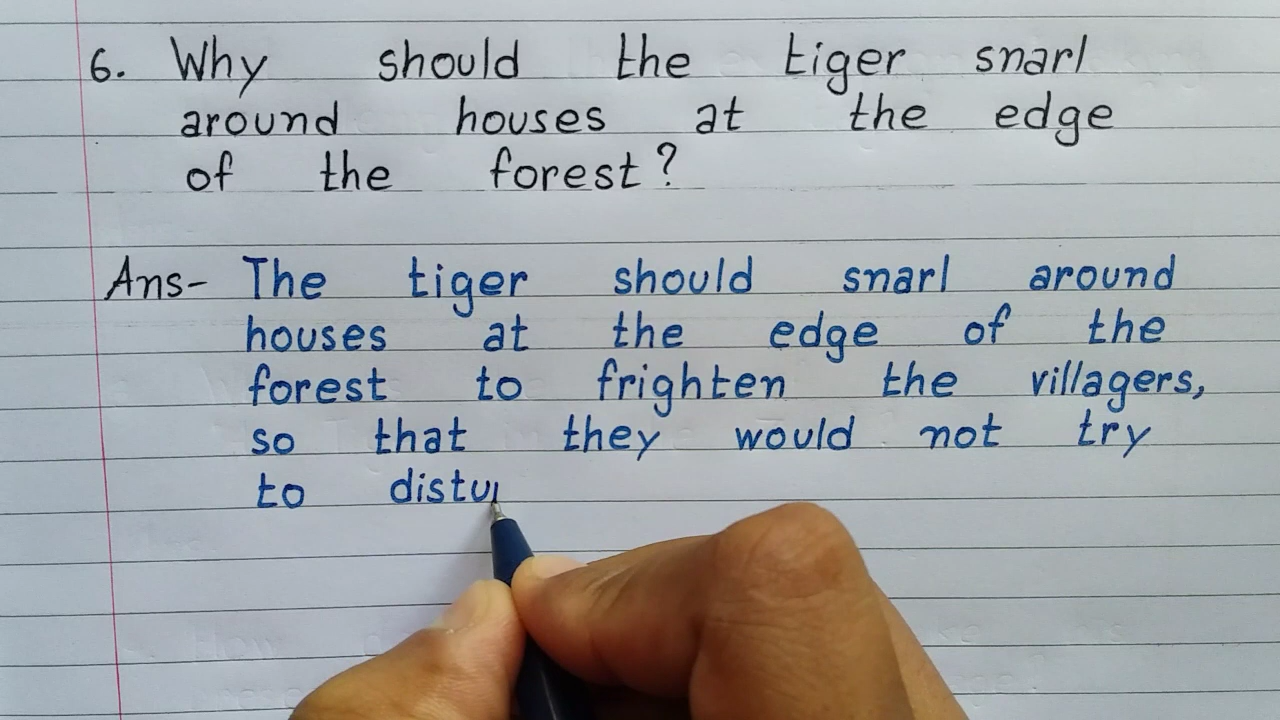 6. Why should the tiger snarl
around houses at the edge
of the forest?
Ans- The tiger should snarl around
houses at the edge of the
forest to frighten the villagers,
so that they would not try
to distu